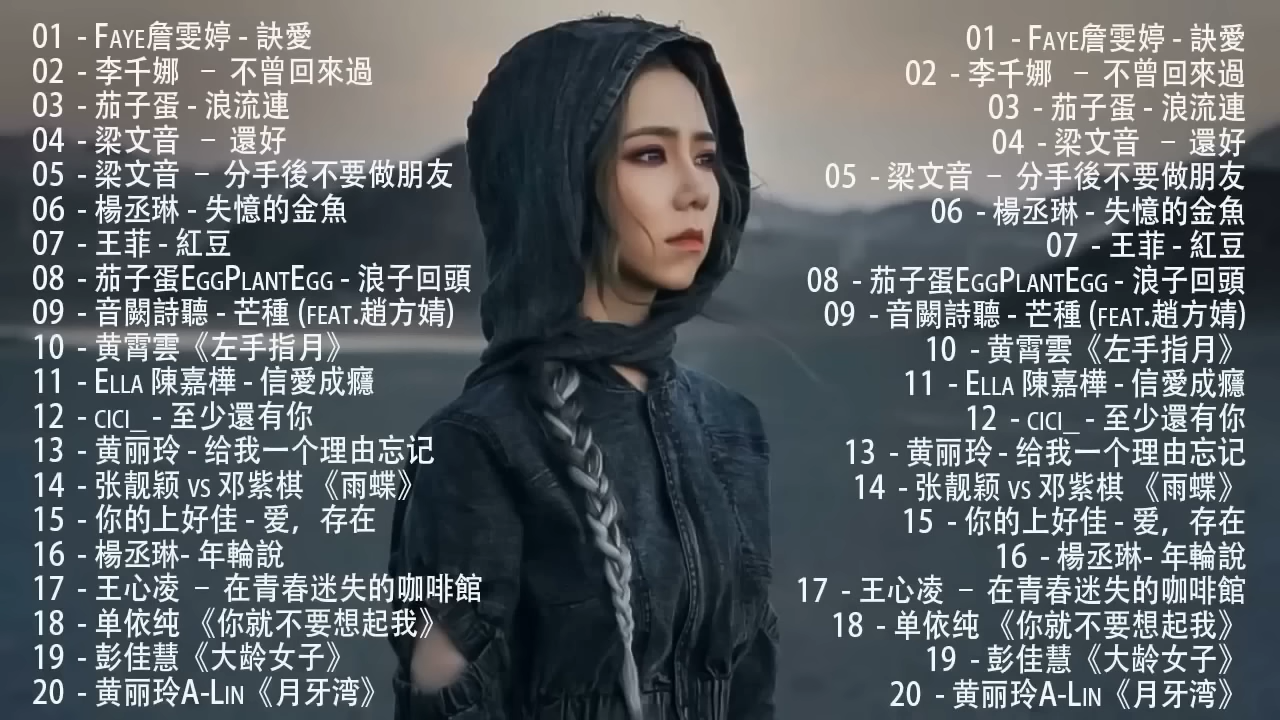 01 - FAYE詹雯婷 - 訣愛
02 - 李千娜 － 不曾回來過
03 - 茄子蛋 - 浪流連
04 - 梁文音 － 還好
05 - 梁文音 － 分手後不要做朋友
06 - 楊丞琳 - 失憶的金魚
07 - 王菲 - 紅豆
08 - 茄子蛋EGGPLANTEGG - 浪子回頭
09 - 音闕詩聽 - 芒種 (FEAT.趙方婧)
10 - 黄霄雲《左手指月》
11 - ELLA 陳嘉樺 - 信愛成癮
12 - CICI_ - 至少還有你
13 - 黄丽玲 - 给我一个理由忘记
14 - 张靓颖 VS 邓紫棋 《雨蝶》
15 - 你的上好佳 - 爱，存在
16 - 楊丞琳- 年輪說
17 - 王心凌 － 在青春迷失的咖啡館
18 - 单依纯 《你就不要想起我》
19 - 彭佳慧《大龄女子》
20 - 黄丽玲A-LIN《月牙湾》
01 - FAYE詹雯婷 - 訣愛
02 - 李千娜 － 不曾回來過
03 - 茄子蛋 - 浪流連
04 - 梁文音 － 還好
05 - 梁文音 － 分手後不要做朋友
06 - 楊丞琳 - 失憶的金魚
07 - 王菲 - 紅豆
08 - 茄子蛋EGGPLANTEGG - 浪子回頭
09 - 音闕詩聽 - 芒種 (FEAT.趙方婧)
10 - 黄霄雲《左手指月》
11 - ELLA 陳嘉樺 - 信愛成癮
12 - CICI_ - 至少還有你
13 - 黄丽玲 - 给我一个理由忘记
14 - 张靓颖 VS 邓紫棋 《雨蝶》
15 - 你的上好佳 - 爱，存在
16 - 楊丞琳- 年輪說
17 - 王心凌 － 在青春迷失的咖啡館
18 - 单依纯 《你就不要想起我》
19 - 彭佳慧《大龄女子》
20 - 黄丽玲A-LIN《月牙湾》